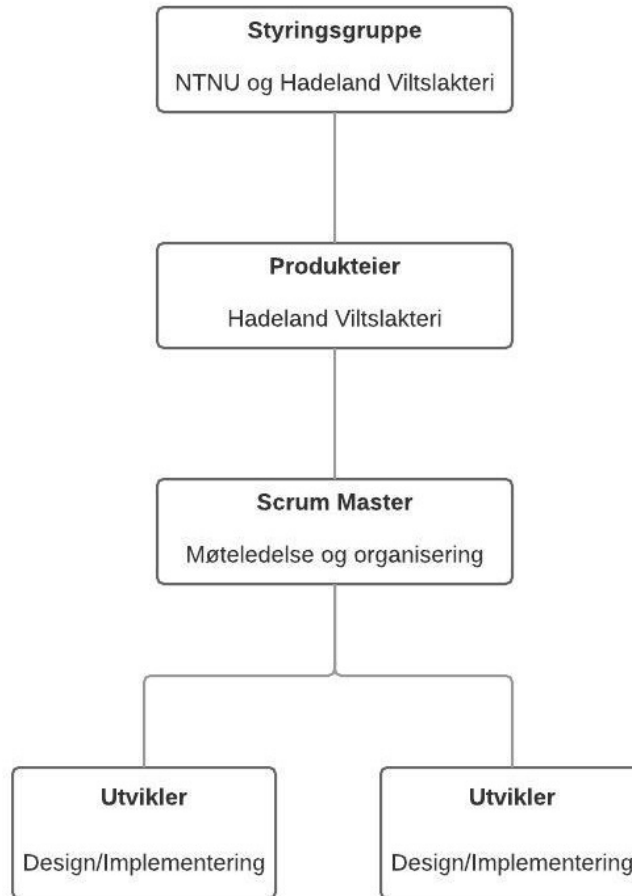 Styringsgruppe
NTNU og Hadeland Viltslakteri
Produkteier
Hadeland Viltslakteri
Scrum Master
Møteledelse og organisering
Utvikler
Design/Implementering
Utvikler
Design/Implementering